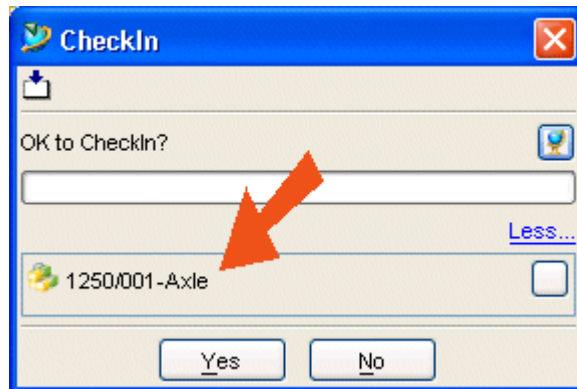 CheckIn
OK to CheckIn?
Less...
1250/001-Axle
Yes No